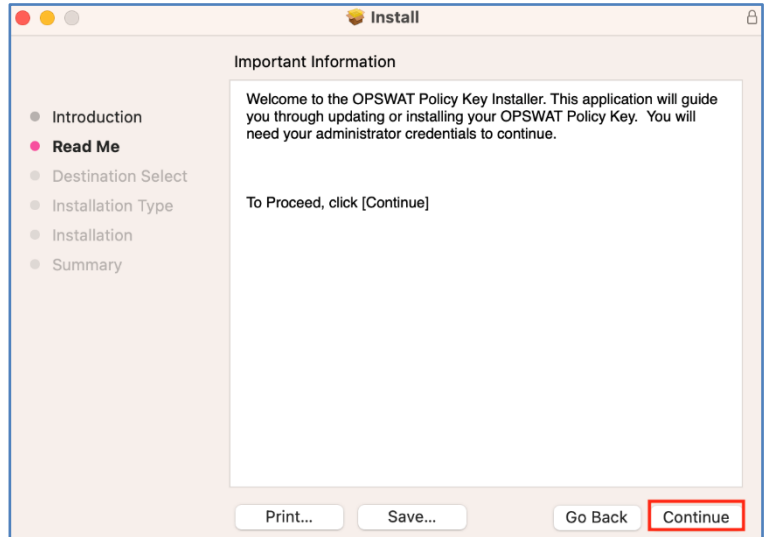 Install
Important Information
Introduction
Read Me
Destination Select
Installation Type
Installation
Summary
Welcome to the OPSWAT Policy Key Installer. This application will guide
you through updating or installing your OPSWAT Policy Key.  You will
need your administrator credentials to continue.
To Proceed, click [Continue]
Print...
Save...
Go Back
Continue